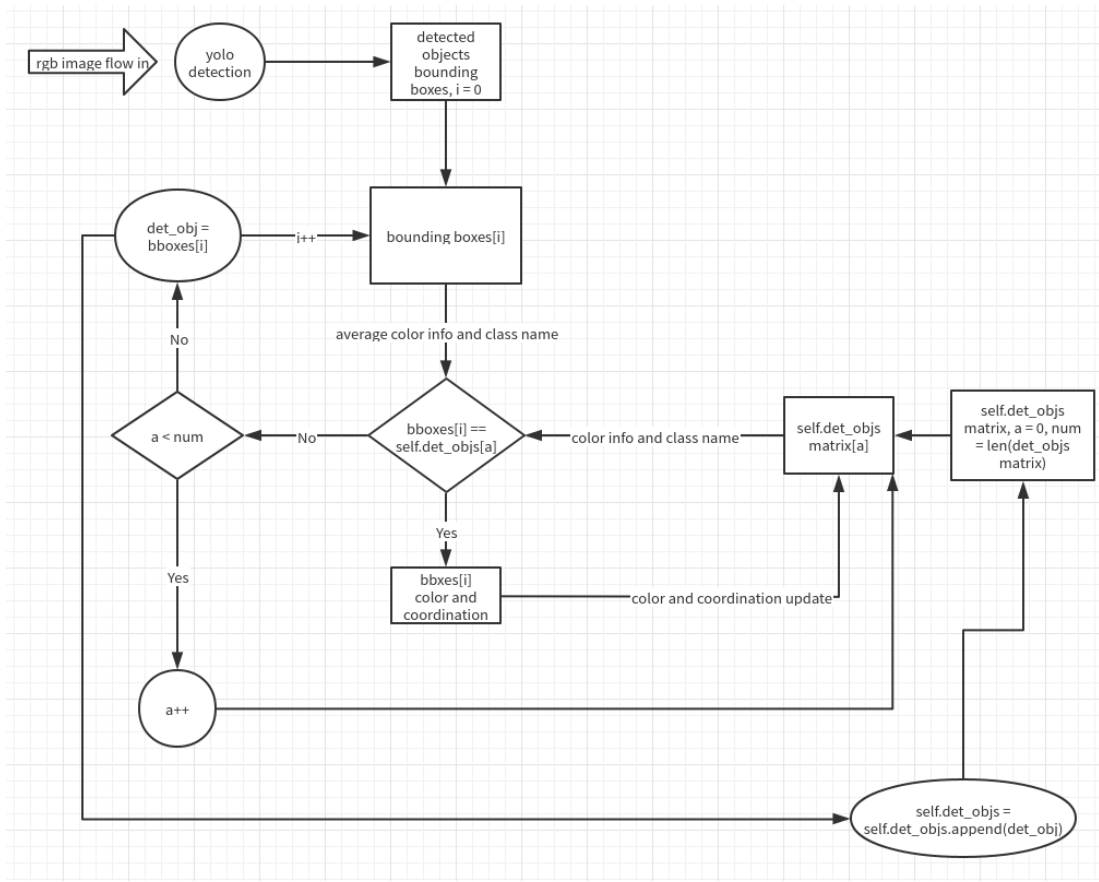 rgb image flow in
yolo
detection
detected
objects
bounding
boxes, i = 0
det_obj =
bboxes[i]
i++
bounding boxes[i]
No
average color info and class name
a < num
No
bboxes[i] ==
self.det_objs[a]
color info and class name
self.det_objs
matrix[a]
self.det_objs
matrix, a = 0, num
= len(det_objs
matrix)
Yes
Yes
bbxes[i]
color and
coordination
color and coordination update
a++
self.det_objs =
self.det_objs.append(det_obj)